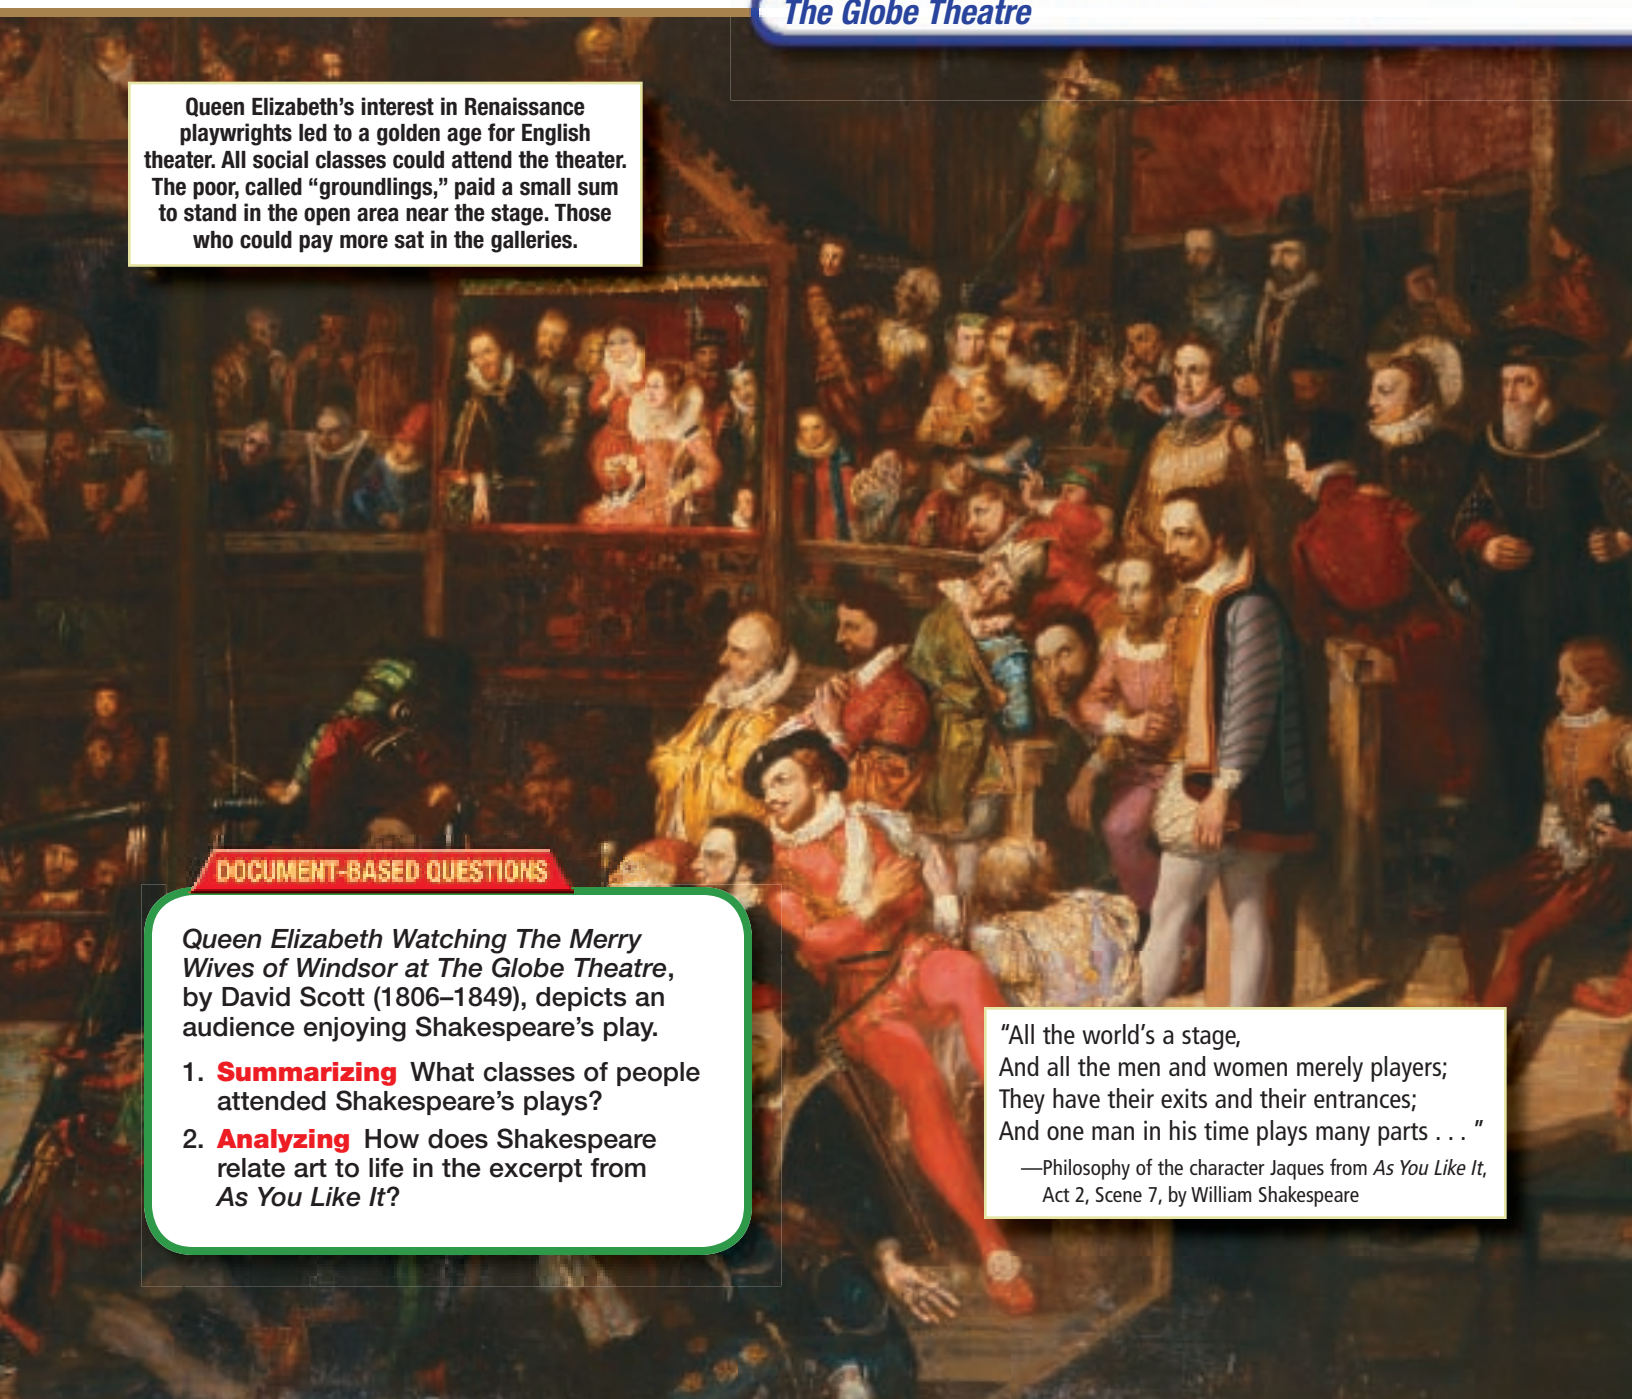 The Globe Theatre
Queen Elizabeth’s interest in Renaissance
playwrights led to a golden age for English
theater. All social classes could attend the theater.
The poor, called “groundlings,” paid a small sum
to stand in the open area near the stage. Those
who could pay more sat in the galleries.
DOCUMENT-BASED QUESTIONS
Queen Elizabeth Watching The Merry
Wives of Windsor at The Globe Theatre,
by David Scott (1806–1849), depicts an
audience enjoying Shakespeare’s play.
1. Summarizing What classes of people
attended Shakespeare’s plays?
2. Analyzing How does Shakespeare
relate art to life in the excerpt from
As You Like It?
“All the world’s a stage,
And all the men and women merely players;
They have their exits and their entrances;
And one man in his time plays many parts . . . ”
—Philosophy of the character Jaques from As You Like It,
Act 2, Scene 7, by William Shakespeare